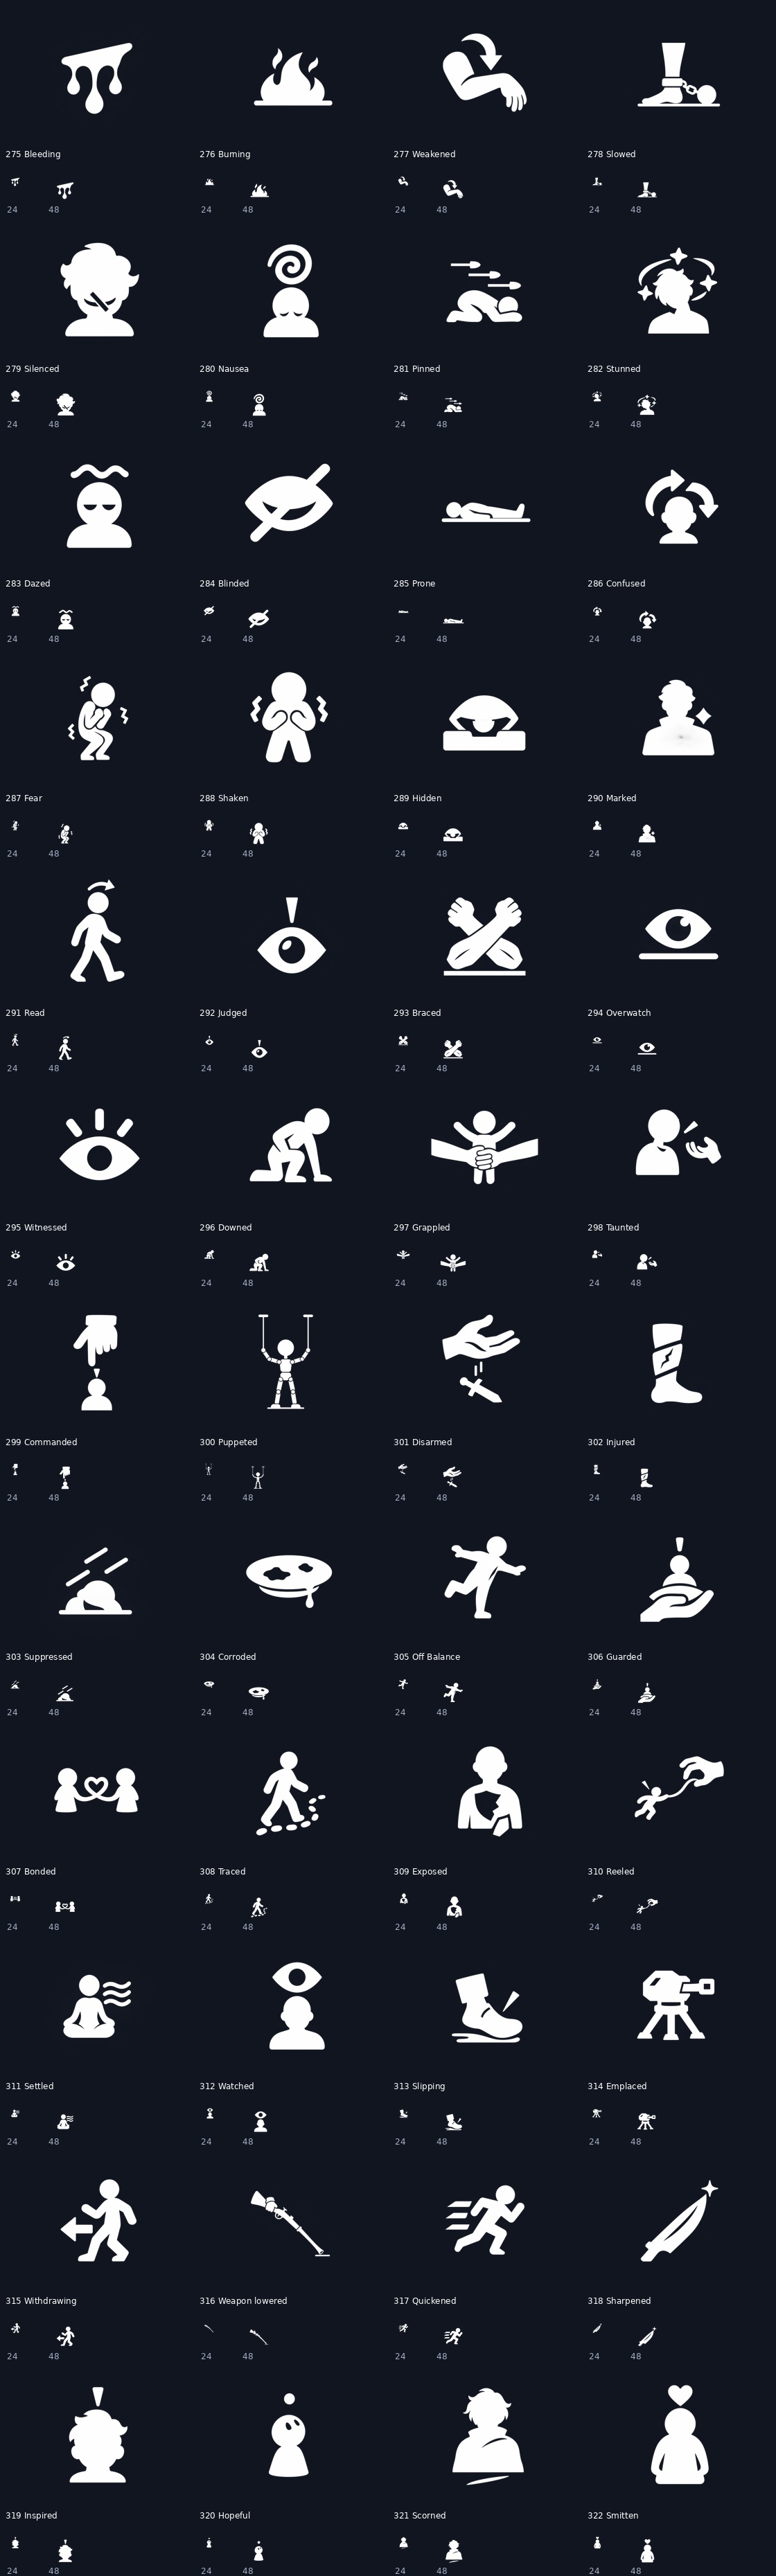 275 Bleeding 276 Burning 277 Weakened 278 Slowed
24 48 24 48 24 48 24 48
279 Silenced 280 Nausea 281 Pinned 282 Stunned
24 48 24 48 24 48 24 48
283 Dazed 284 Blinded 285 Prone 286 Confused
24 48 24 48 24 48 24 48
287 Fear 288 Shaken 289 Hidden 290 Marked
24 48 24 48 24 48 24 48
291 Read 292 Judged 293 Braced 294 Overwatch
24 48 24 48 24 48 24 48
295 Witnessed 296 Downed 297 Grappled 298 Taunted
24 48 24 48 24 48 24 48
299 Commanded 300 Puppeted 301 Disarmed 302 Injured
24 48 24 48 24 48 24 48
303 Suppressed 304 Corroded 305 Off Balance 306 Guarded
24 48 24 48 24 48 24 48
307 Bonded 308 Traced 309 Exposed 310 Reeled
24 48 24 48 24 48 24 48
311 Settled 312 Watched 313 Slipping 314 Emplaced
24 48 24 48 24 48 24 48
315 Withdrawing 316 Weapon lowered 317 Quickened 318 Sharpened
24 48 24 48 24 48 24 48
319 Inspired 320 Hopeful 321 Scorned 322 Smitten
24 48 24 48 24 48 24 48